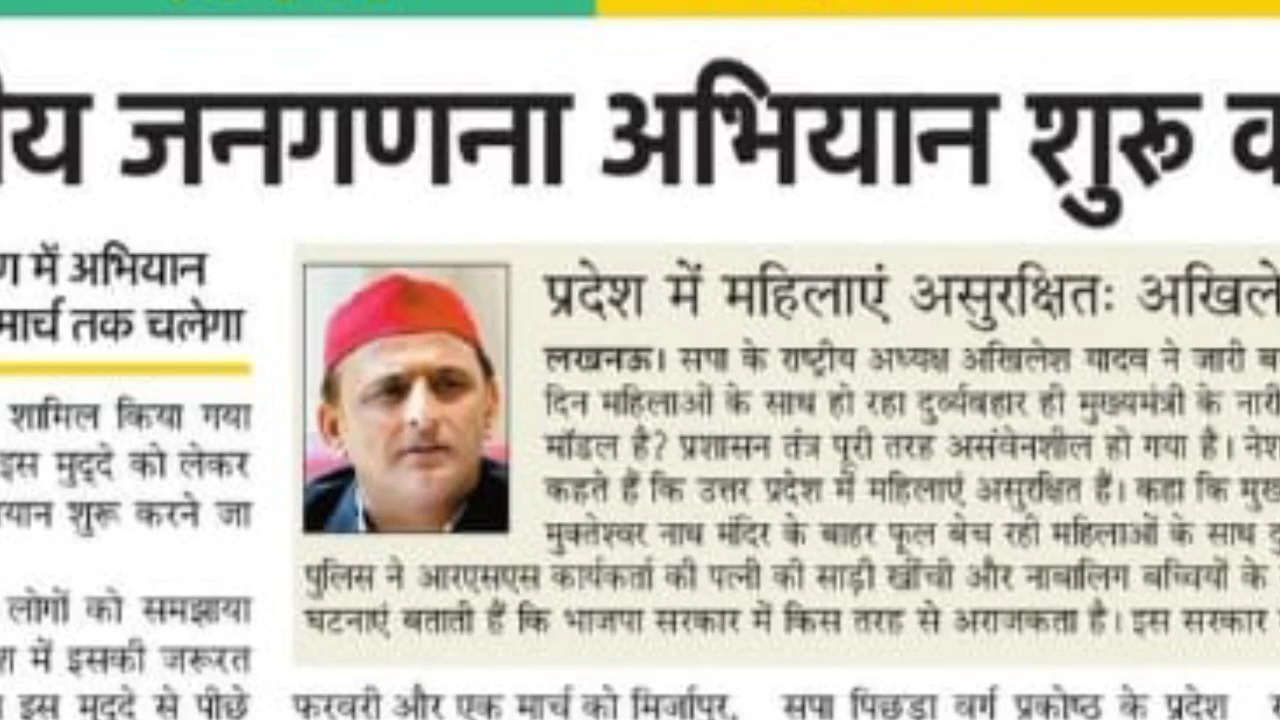 जनगणना अभियान शुरू
में अभियान
मार्च तक चलेगा
शामिल किया गया
इस मुद्दे को लेकर
शुरू करने जा
लोगों को समझाया
में इसकी जरूरत
इस मुद्दे से पीछे
प्रदेश में महिलाएं असुरक्षितः
लखनऊ। सपा के राष्ट्रीय अध्यक्ष अखिलेश यादव ने जारी
दिन महिलाओं के साथ हो रहा दुर्व्यवहार ही मुख्यमंत्री के नारी
मॉडल है? प्रशासन तंत्र पूरी तरह असंवेनशील हो गया है।
कहते हैं कि उत्तर प्रदेश में महिलाएं असुरक्षित हैं। कहा कि
मुक्तेश्वर नाथ मंदिर के बाहर फूल बेच रही महिलाओं के साथ
पुलिस ने आरएसएस कार्यकर्ता की पत्नी की साड़ी खींची और नाबालिग बच्चियों के
घटनाएं बताती हैं कि भाजपा सरकार में किस तरह से अराजकता है। इस सरकार
फरवरी और एक मार्च को मिर्जापुर,
सपा पिछड़ा वर्ग प्रकोष्ठ के प्रदेश